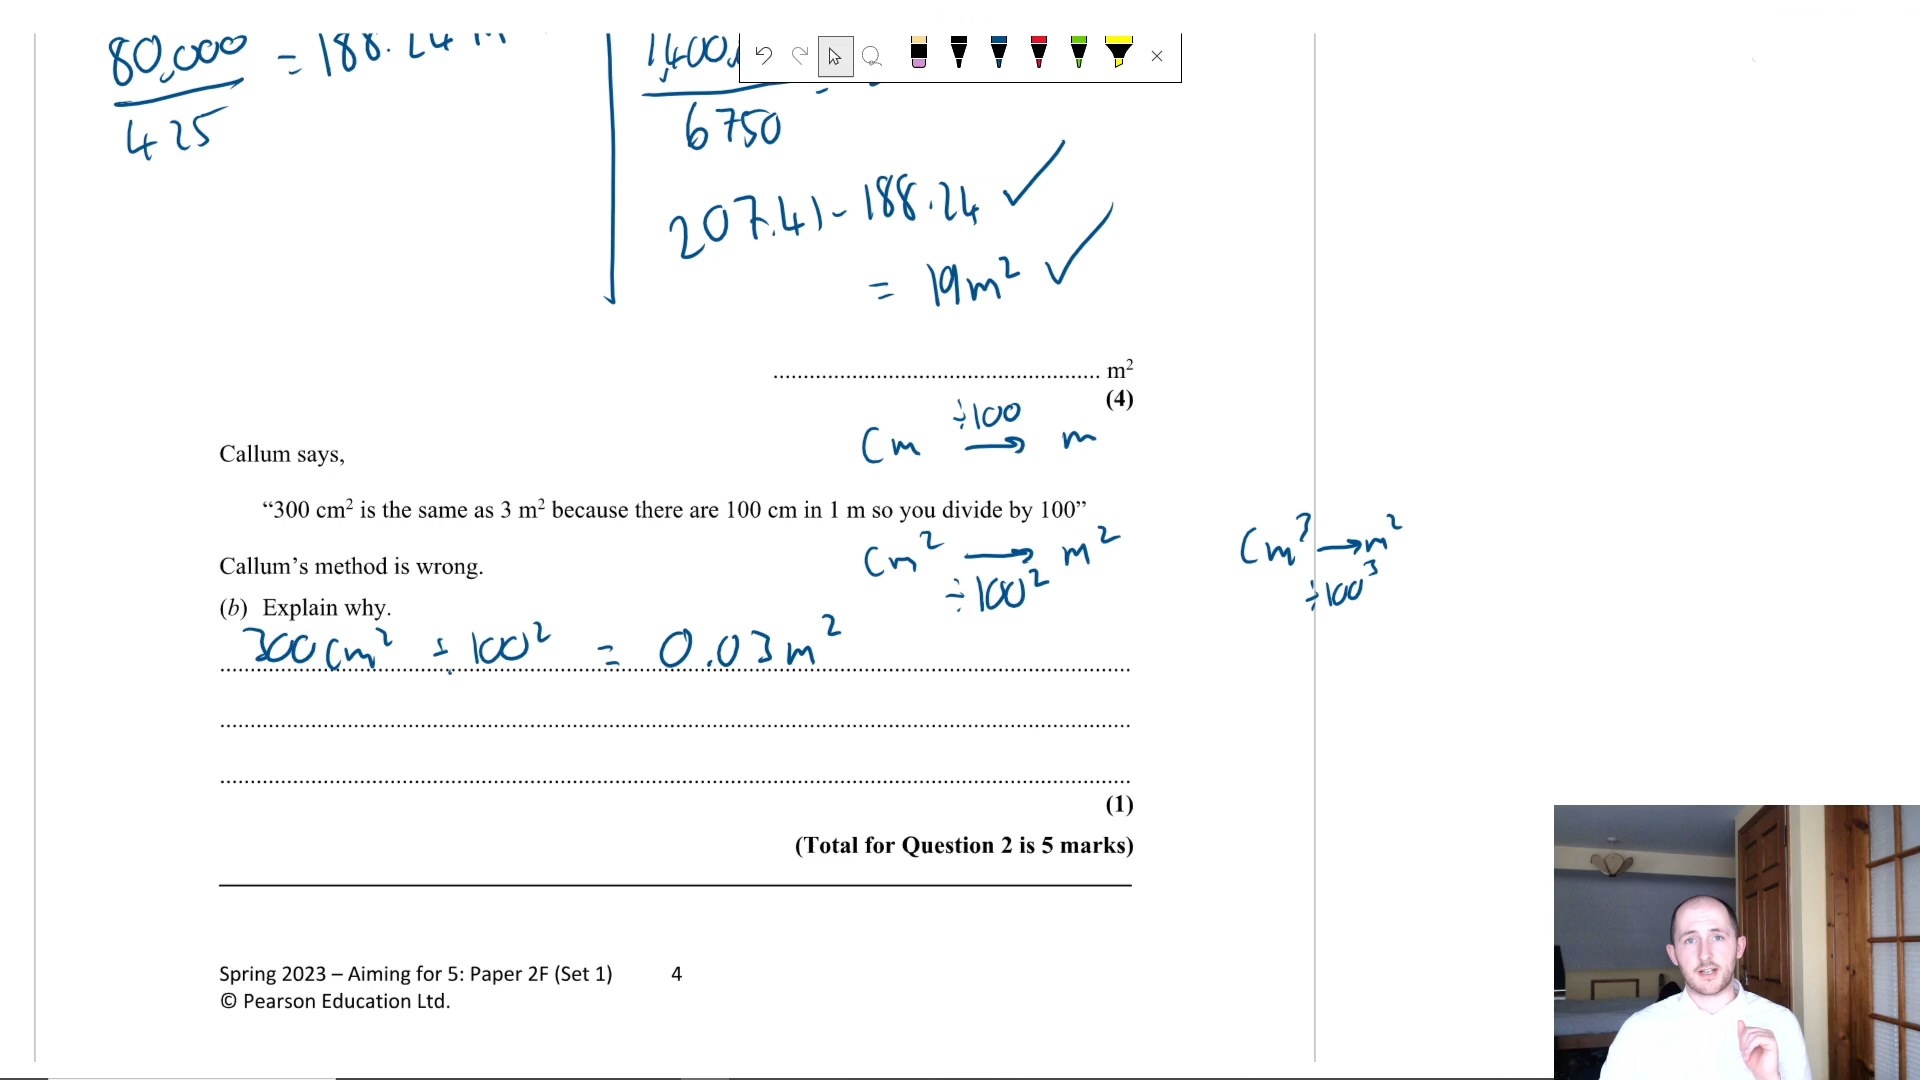 80,000 = 188.24 m
425
1,400,
6750
207.41 - 188.24 ✓
= 19m² ✓
........ m²
(4)
÷100
Cm → m
Callum says,
“300 cm² is the same as 3 m² because there are 100 cm in 1 m so you divide by 100”
Cm² → m²
÷100²
Cm³ → m²
÷100³
Callum’s method is wrong.
(b) Explain why.
300cm² ÷ 100² = 0.03m²
(1)
(Total for Question 2 is 5 marks)
Spring 2023 – Aiming for 5: Paper 2F (Set 1) 4
© Pearson Education Ltd.